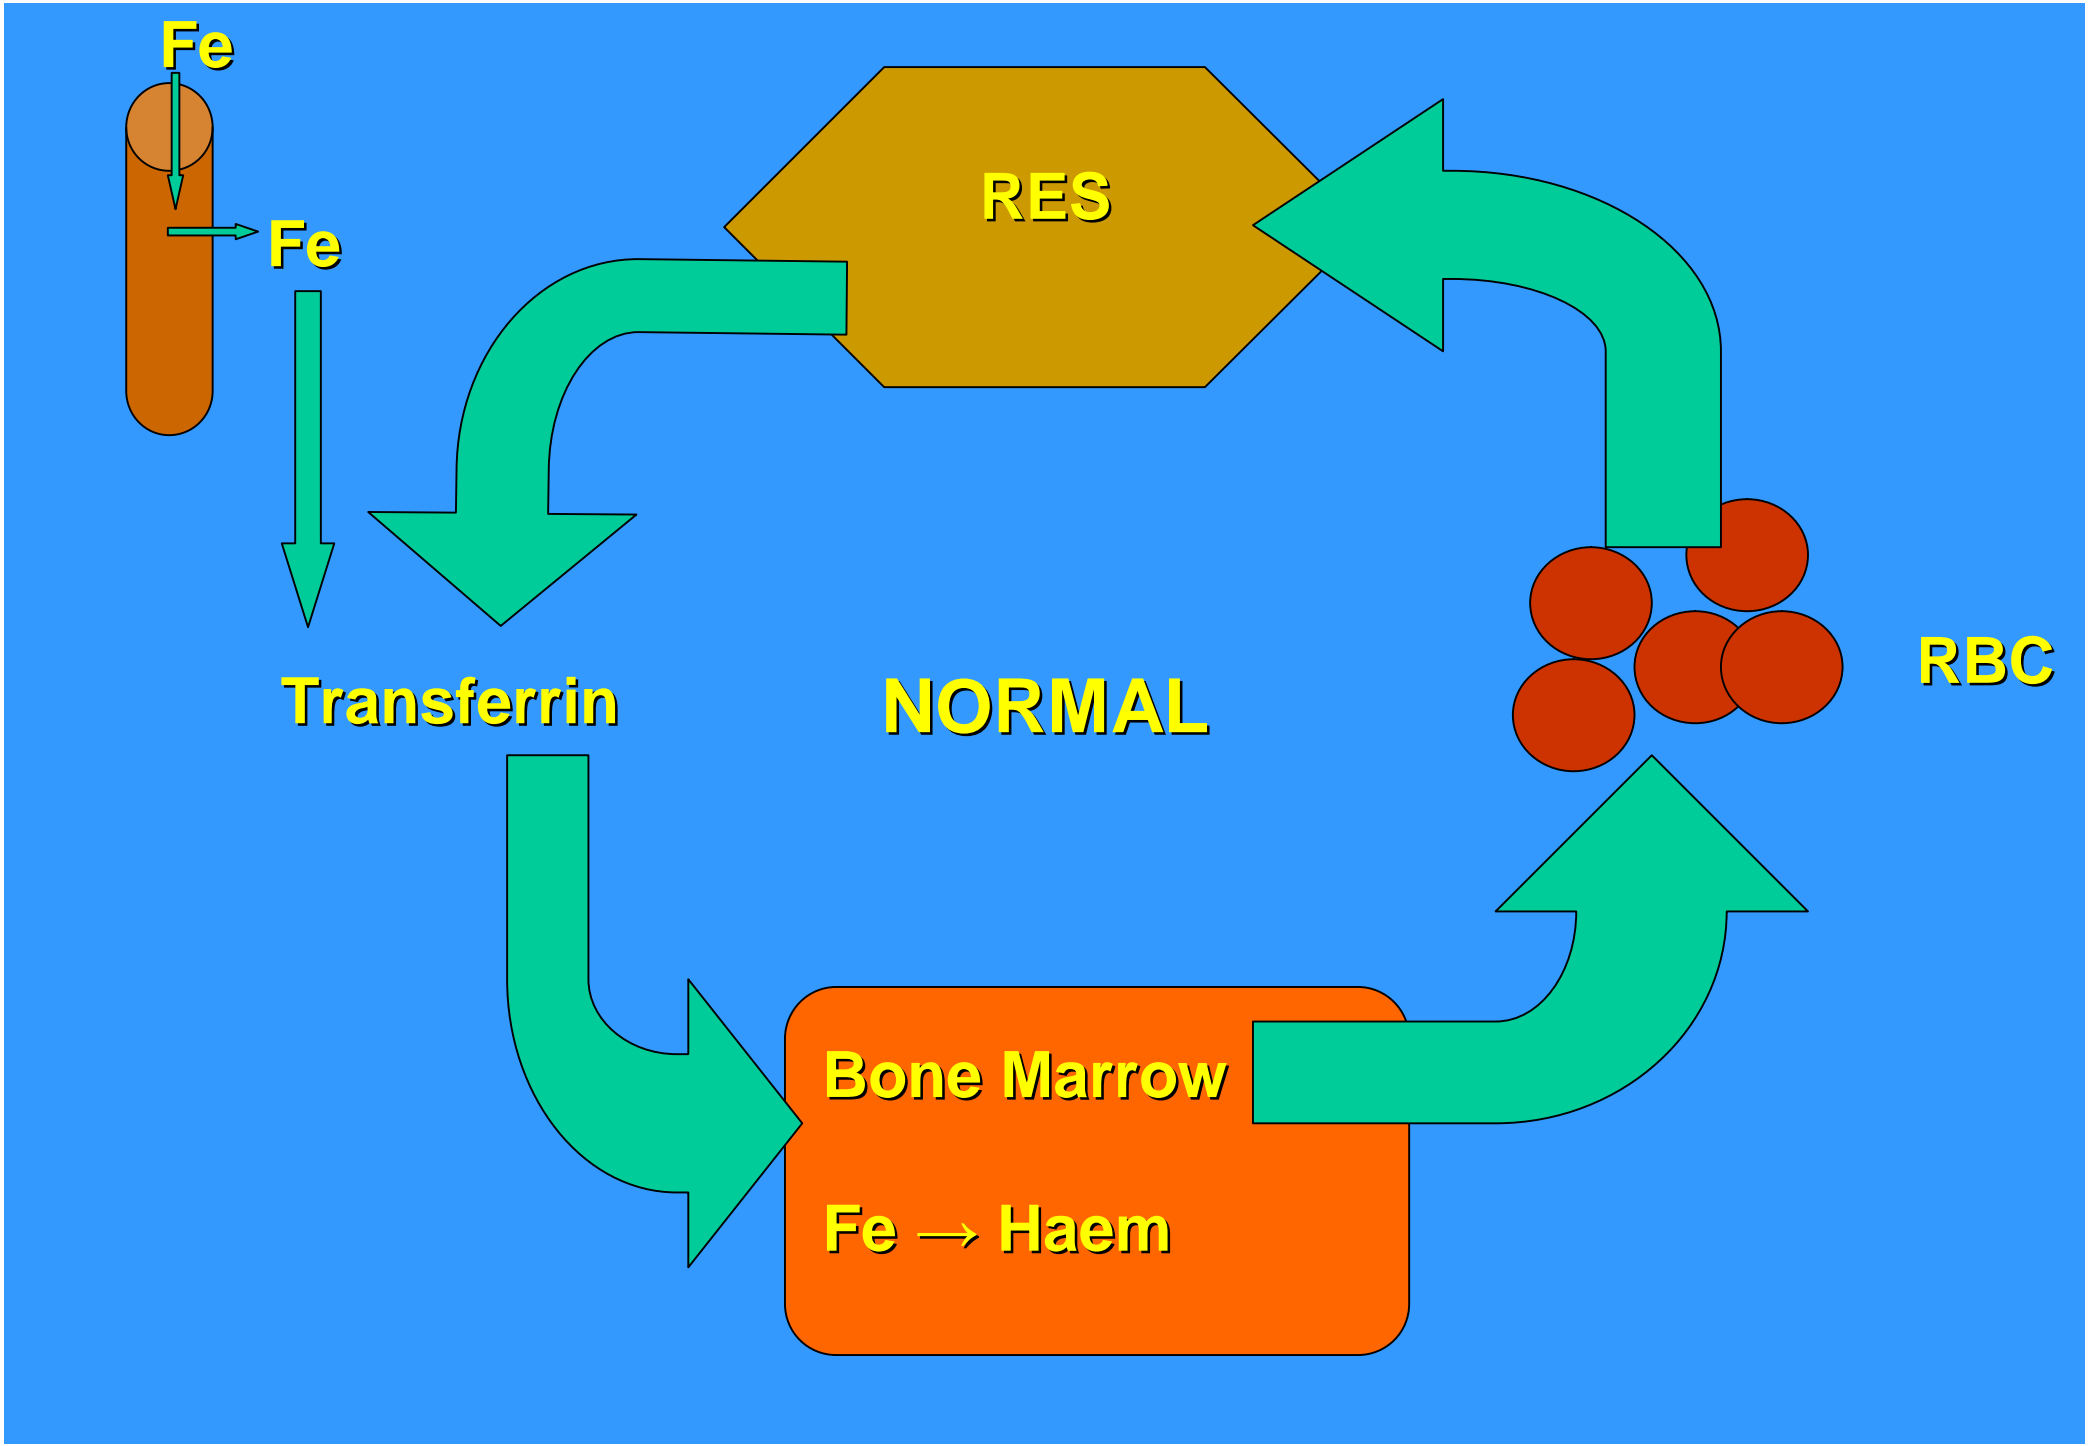 Fe
RES
Fe
RBC
Transferrin
NORMAL
Bone Marrow
Fe → Haem